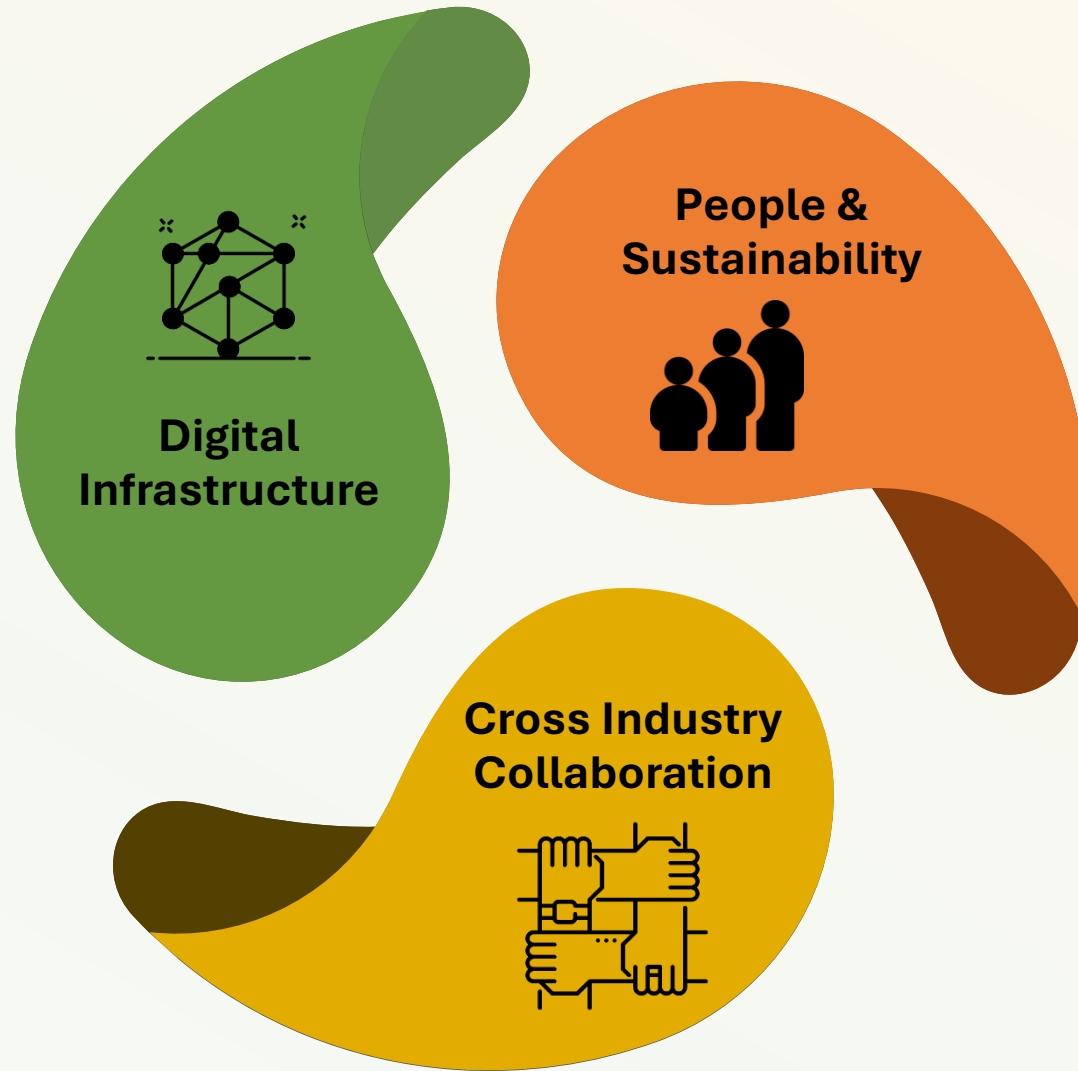 Digital
Infrastructure
People &
Sustainability
Cross Industry
Collaboration